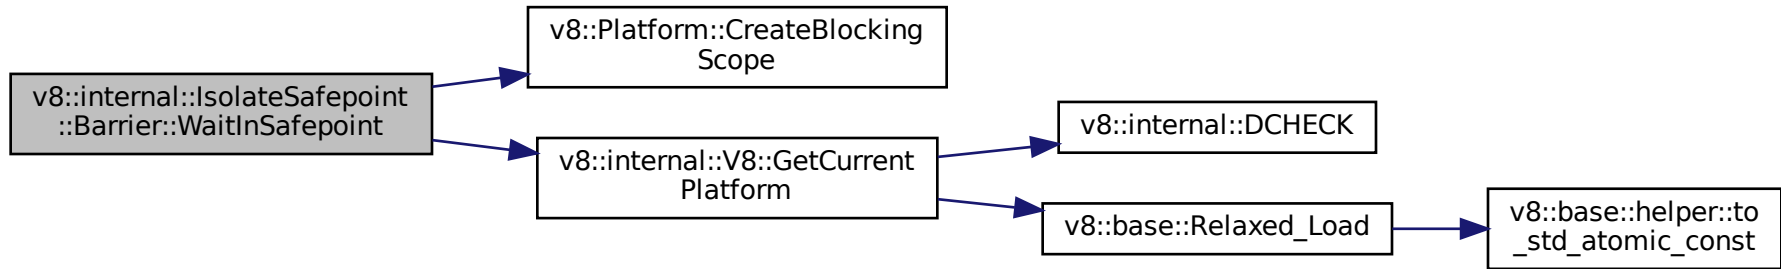 v8::internal::IsolateSafepoint
::Barrier::WaitInSafepoint
v8::Platform::CreateBlocking
Scope
v8::internal::V8::GetCurrent
Platform
v8::internal::DCHECK
v8::base::Relaxed_Load
v8::base::helper::to
_std_atomic_const